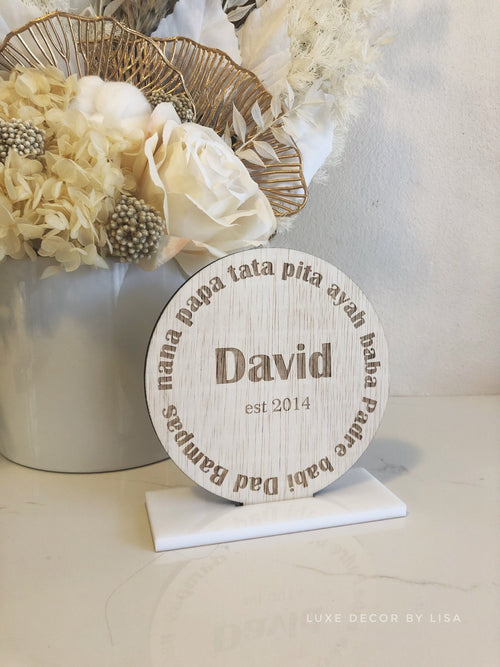 nana papa tata pita ayah baba Padre babi Dad Bampas
David
est 2014
LUXE DECOR BY LISA